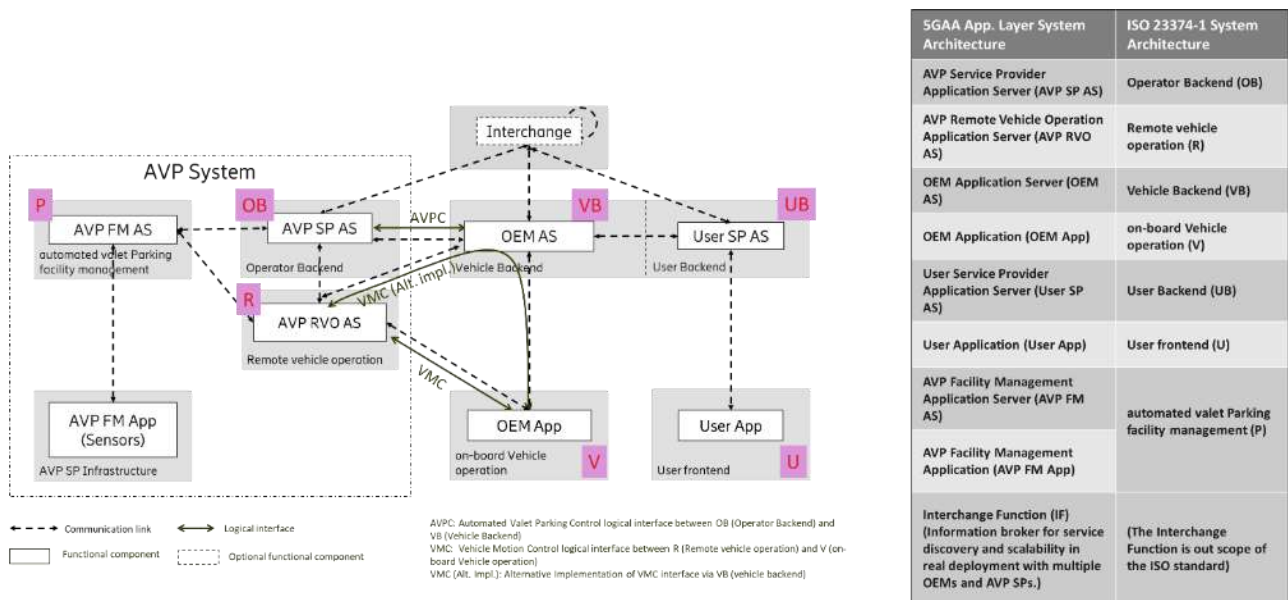 Interchange
AVP System
P
OB
VB
UB
AVPC
AVP FM AS
AVP SP AS
OEM AS
User SP AS
automated valet Parking
facility management
Operator Backend
Vehicle Backend
User Backend
VMC (Alt. impl.)
R
AVP RVO AS
Remote vehicle operation
VMC
AVP FM App
(Sensors)
AVP SP Infrastructure
OEM App
on-board Vehicle
operation
V
User App
User frontend
U
Communication link
Logical interface
Functional component
Optional functional component
AVPC: Automated Valet Parking Control logical interface between OB (Operator Backend) and
VB (Vehicle Backend)
VMC: Vehicle Motion Control logical interface between R (Remote vehicle operation) and V (on-
board Vehicle operation)
VMC (Alt. Impl.): Alternative Implementation of VMC interface via VB (vehicle backend)
5GAA App. Layer System
Architecture
ISO 23374-1 System
Architecture
AVP Service Provider
Application Server (AVP SP AS)
Operator Backend (OB)
AVP Remote Vehicle Operation
Application Server (AVP RVO
AS)
Remote vehicle
operation (R)
OEM Application Server (OEM
AS)
Vehicle Backend (VB)
OEM Application (OEM App)
on-board Vehicle
operation (V)
User Service Provider
Application Server (User SP
AS)
User Backend (UB)
User Application (User App)
User frontend (U)
AVP Facility Management
Application Server (AVP FM
AS)
automated valet Parking
facility management (P)
AVP Facility Management
Application (AVP FM App)
Interchange Function (IF)
(Information broker for service
discovery and scalability in
real deployment with multiple
OEMs and AVP SPs.)
(The Interchange
Function is out scope of
the ISO standard)